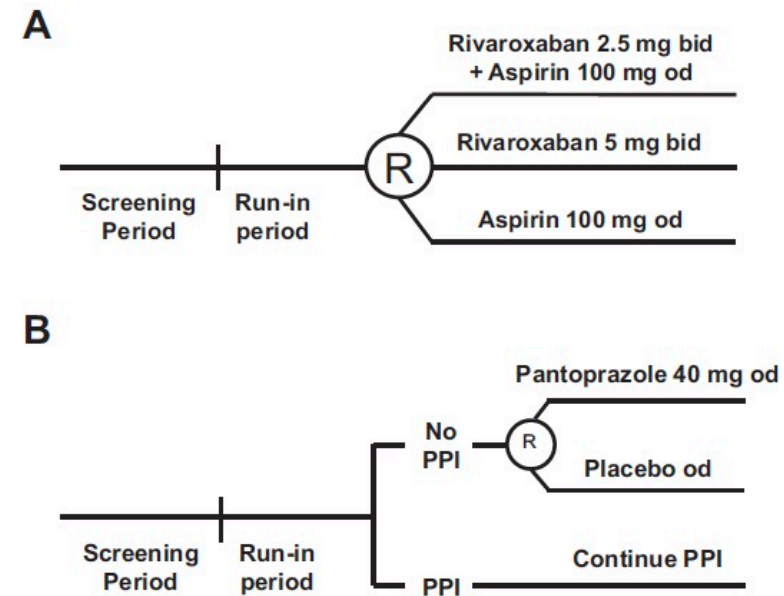 A
Rivaroxaban 2.5 mg bid
+ Aspirin 100 mg od
R
Rivaroxaban 5 mg bid
Screening
Period
Run-in
period
Aspirin 100 mg od
B
Pantoprazole 40 mg od
No
PPI
R
Placebo od
Screening
Period
Run-in
period
Continue PPI
PPI